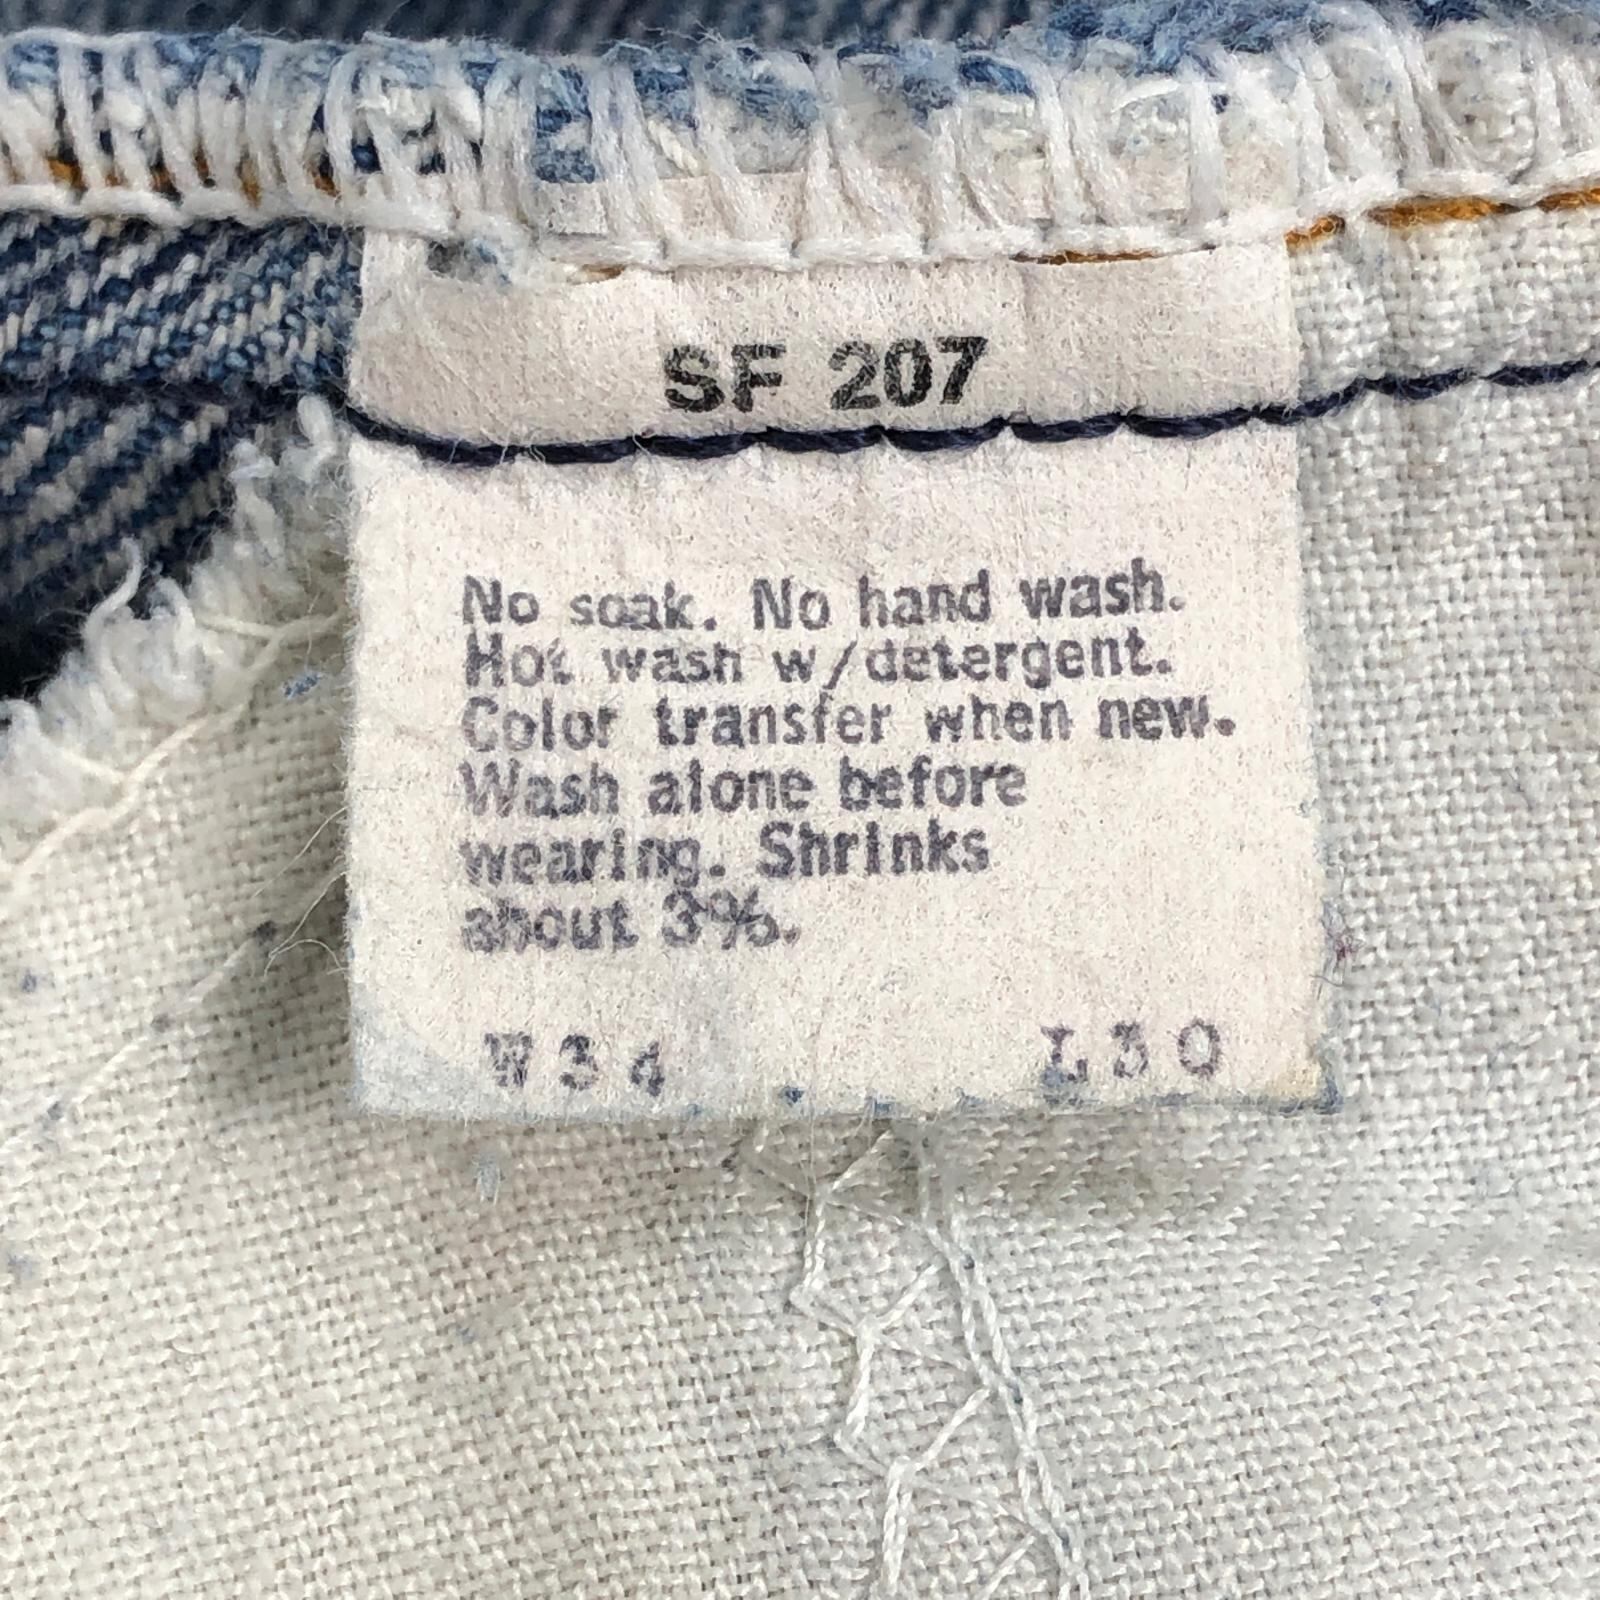 SF 207
No soak. No hand wash.
Hot wash w/detergent.
Color transfer when new.
Wash alone before
wearing. Shrinks
about 3%.
W34 L30